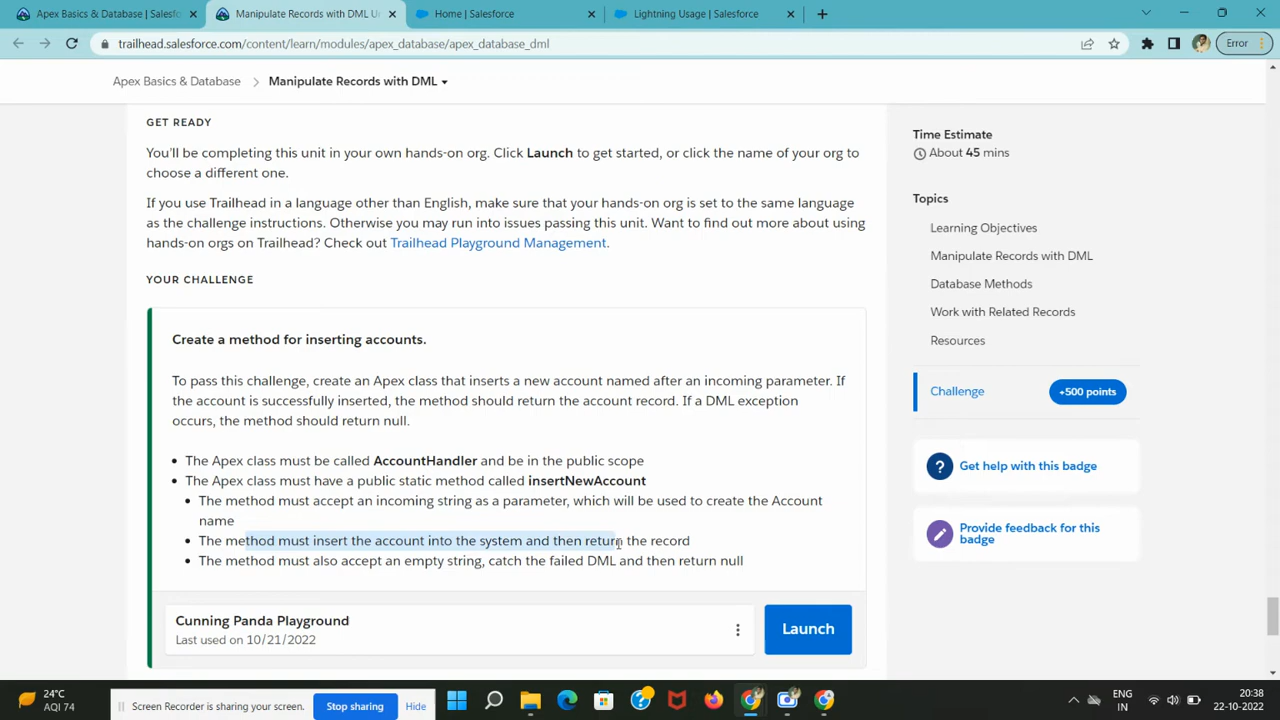 Apex Basics & Database | Salesf
Manipulate Records with DML U
Home | Salesforce
Lightning Usage | Salesforce
trailhead.salesforce.com/content/learn/modules/apex_database/apex_database_dml
Error
Apex Basics & Database
Manipulate Records with DML
GET READY
You'll be completing this unit in your own hands-on org. Click Launch to get started, or click the name of your org to
choose a different one.
If you use Trailhead in a language other than English, make sure that your hands-on org is set to the same language
as the challenge instructions. Otherwise you may run into issues passing this unit. Want to find out more about using
hands-on orgs on Trailhead? Check out Trailhead Playground Management.
YOUR CHALLENGE
Create a method for inserting accounts.
To pass this challenge, create an Apex class that inserts a new account named after an incoming parameter. If
the account is successfully inserted, the method should return the account record. If a DML exception
occurs, the method should return null.
• The Apex class must be called AccountHandler and be in the public scope
• The Apex class must have a public static method called insertNewAccount
• The method must accept an incoming string as a parameter, which will be used to create the Account
name
• The method must insert the account into the system and then return the record
• The method must also accept an empty string, catch the failed DML and then return null
Cunning Panda Playground
Last used on 10/21/2022
Launch
Time Estimate
About 45 mins
Topics
Learning Objectives
Manipulate Records with DML
Database Methods
Work with Related Records
Resources
Challenge
+500 points
Get help with this badge
Provide feedback for this
badge
24°C
AQI 74
Screen Recorder is sharing your screen.
Stop sharing
Hide
ENG
IN
20:38
22-10-2022